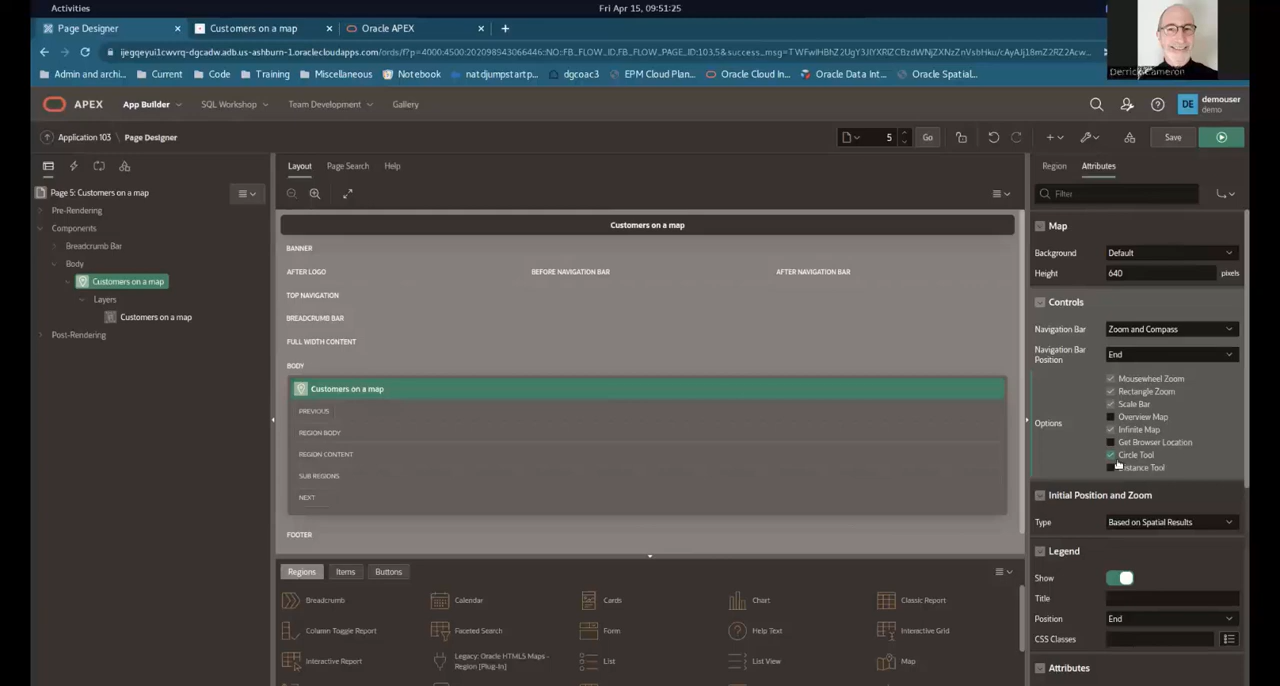 Activities
Fri Apr 15, 09:51:25
Page Designer
Customers on a map
Oracle APEX
Admin and archi...
Current
Code
Training
Miscellaneous
Notebook
natdjumpstartp...
dgcoac3
EPM Cloud Plan...
Oracle Cloud In...
Oracle Data Int...
Oracle Spatial...
Derrick Cameron
APEX
App Builder
SQL Workshop
Team Development
Gallery
DE
demouser
demo
Application 103
Page Designer
5
Go
Save
Page 5: Customers on a map
Pre-Rendering
Components
Breadcrumb Bar
Body
Customers on a map
Layers
Customers on a map
Post-Rendering
Layout
Page Search
Help
Customers on a map
BANNER
AFTER LOGO
BEFORE NAVIGATION BAR
AFTER NAVIGATION BAR
TOP NAVIGATION
BREADCRUMB BAR
FULL WIDTH CONTENT
BODY
Customers on a map
PREVIOUS
REGION BODY
REGION CONTENT
SUB REGIONS
NEXT
FOOTER
Regions
Items
Buttons
Breadcrumb
Calendar
Cards
Chart
Classic Report
Column Toggle Report
Faceted Search
Form
Help Text
Interactive Grid
Interactive Report
Legacy: Oracle HTML5 Maps -
Region [Plug-In]
List
List View
Map
Region
Attributes
Filter
Map
Background
Default
Height
640
pixels
Controls
Navigation Bar
Zoom and Compass
Navigation Bar
Position
End
Options
Mousewheel Zoom
Rectangle Zoom
Scale Bar
Overview Map
Infinite Map
Get Browser Location
Circle Tool
Distance Tool
Initial Position and Zoom
Type
Based on Spatial Results
Legend
Show
Title
Position
End
CSS Classes
Attributes